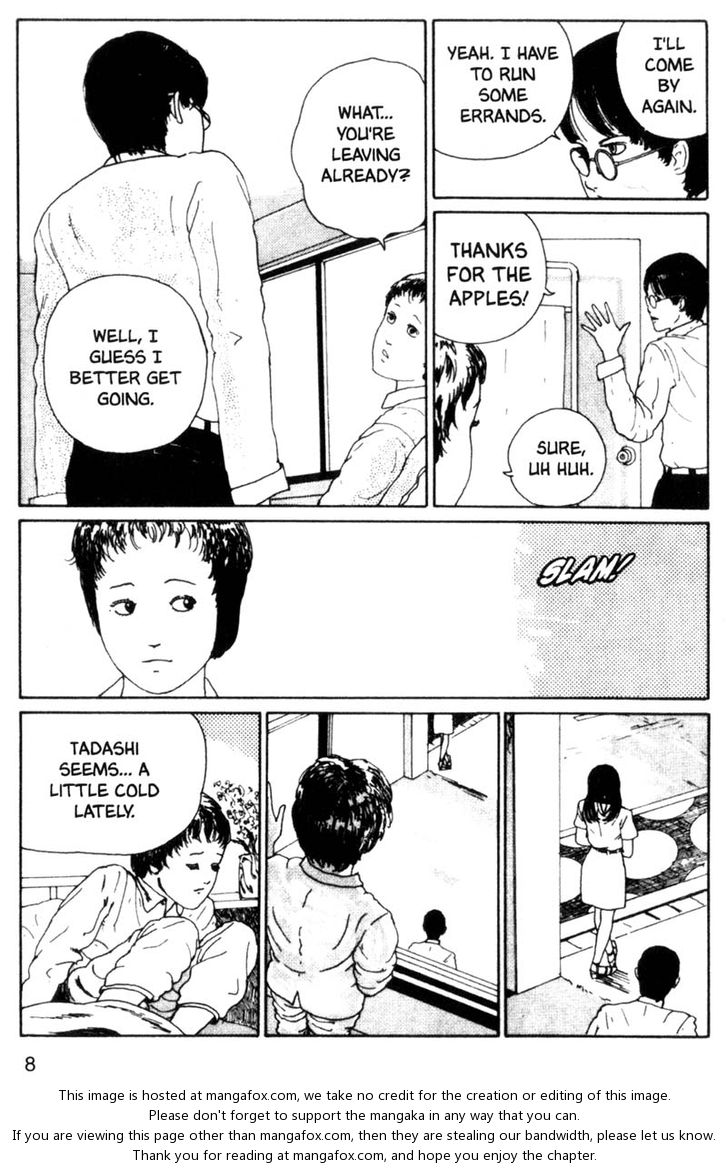 WHAT...
YOU'RE
LEAVING
ALREADY?
WELL, I
GUESS I
BETTER GET
GOING.
YEAH. I HAVE
TO RUN
SOME
ERRANDS.
I'LL
COME
BY
AGAIN.
THANKS
FOR THE
APPLES!
SURE,
UH HUH.
SLAM!
TADASHI
SEEMS... A
LITTLE COLD
LATELY.
8
This image is hosted at mangafox.com, we take no credit for the creation or editing of this image.
Please don't forget to support the mangaka in any way that you can.
If you are viewing this page other than mangafox.com, then they are stealing our bandwidth, please let us know.
Thank you for reading at mangafox.com, and hope you enjoy the chapter.